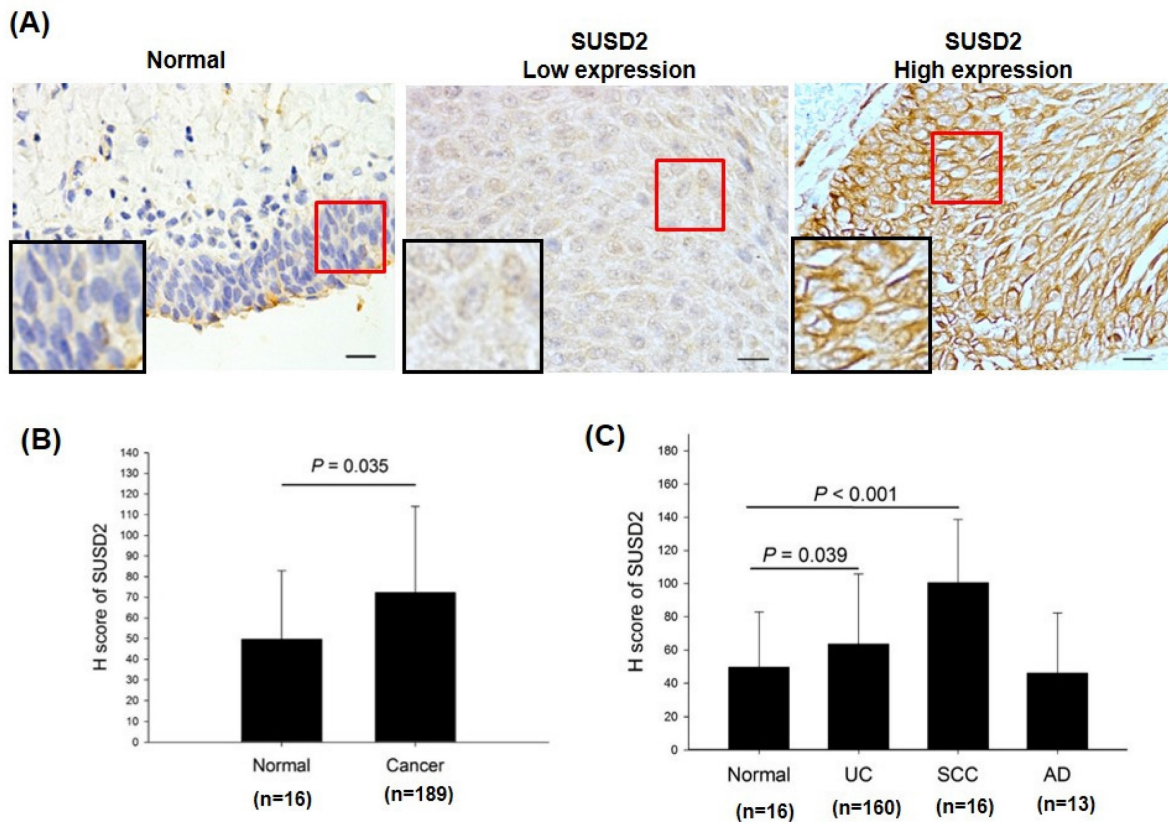 (A)
Normal
SUSD2
Low expression
SUSD2
High expression
(B)
H score of SUSD2
140
130
120
110
100
90
80
70
60
50
40
30
20
10
0
P = 0.035
Normal
Cancer
(n=16)
(n=189)
(C)
H score of SUSD2
180
160
140
120
100
80
60
40
20
0
P < 0.001
P = 0.039
Normal
UC
SCC
AD
(n=16)
(n=160)
(n=16)
(n=13)